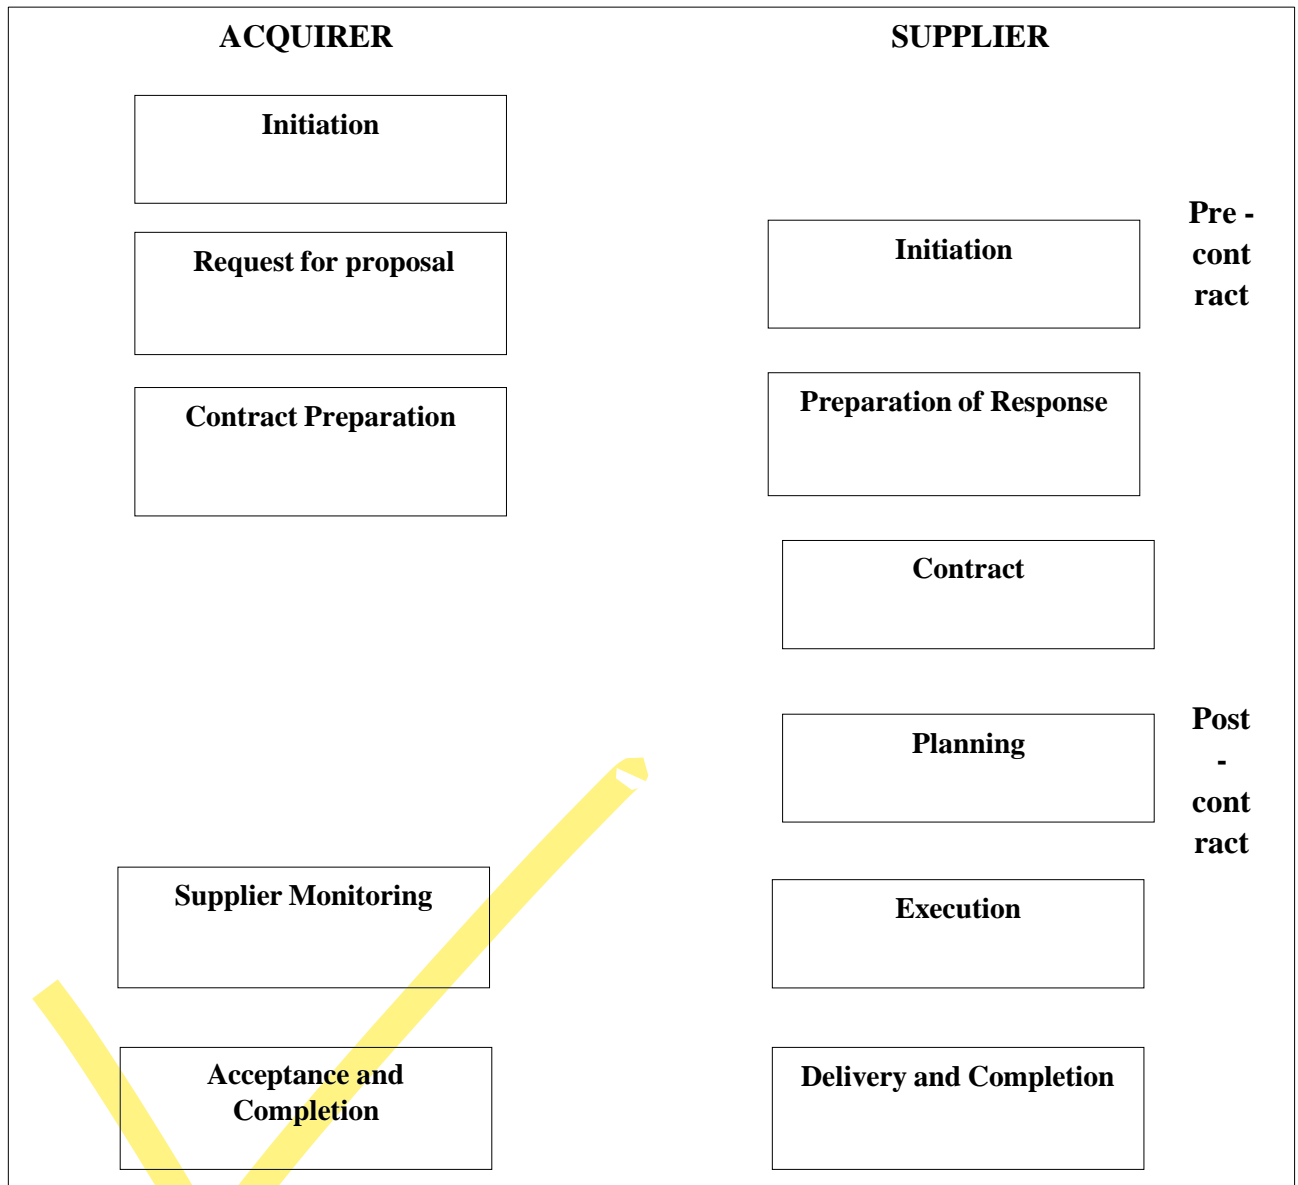 ACQUIRER
SUPPLIER
Initiation
Request for proposal
Contract Preparation
Supplier Monitoring
Acceptance and
Completion
Initiation
Preparation of Response
Contract
Planning
Execution
Delivery and Completion
Pre -
cont
ract
Post
-
cont
ract